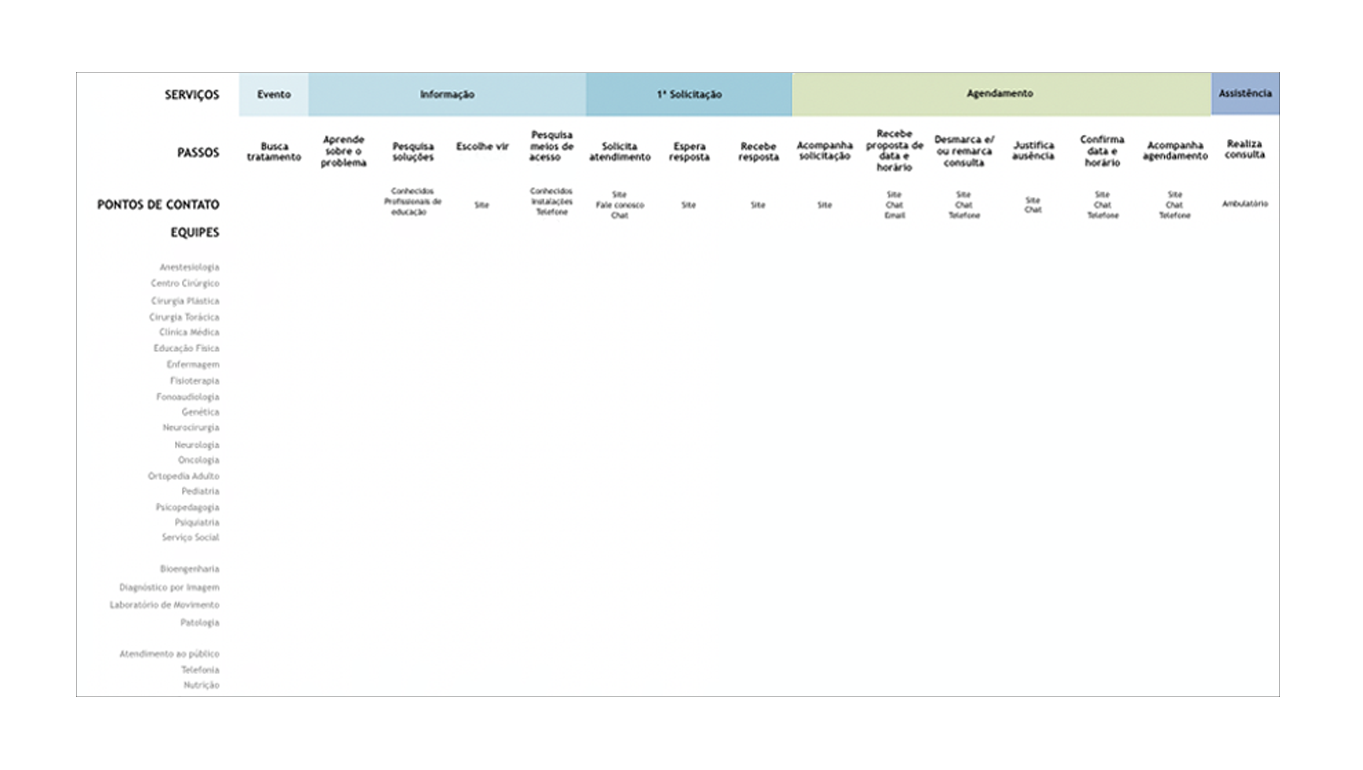 SERVIÇOS Evento Informação 1ª Solicitação Agendamento Assistência
PASSOS
Busca
tratamento
Aprende
sobre o
problema
Pesquisa
soluções
Escolhe vir
Pesquisa
meios de
acesso
Solicita
atendimento
Espera
resposta
Recebe
resposta
Acompanha
solicitação
Recebe
proposta de
data e
horário
Desmarca e/
ou remarca
consulta
Justifica
ausência
Confirma
data e
horário
Acompanha
agendamento
Realiza
consulta
PONTOS DE CONTATO
Conhecidos
Profissionais de
educação
Site
Conhecidos
Instalações
Telefone
Site
Fale conosco
Chat
Site
Site
Site
Site
Chat
Email
Site
Chat
Telefone
Site
Chat
Site
Chat
Telefone
Site
Chat
Telefone
Ambulatório
EQUIPES
Anestesiologia
Centro Cirúrgico
Cirurgia Plástica
Cirurgia Torácica
Clínica Médica
Educação Física
Enfermagem
Fisioterapia
Fonoaudiologia
Genética
Neurocirurgia
Neurologia
Oncologia
Ortopedia Adulto
Pediatria
Psicopedagogia
Psiquiatria
Serviço Social
Bioengenharia
Diagnóstico por Imagem
Laboratório de Movimento
Patologia
Atendimento ao público
Telefonia
Nutrição